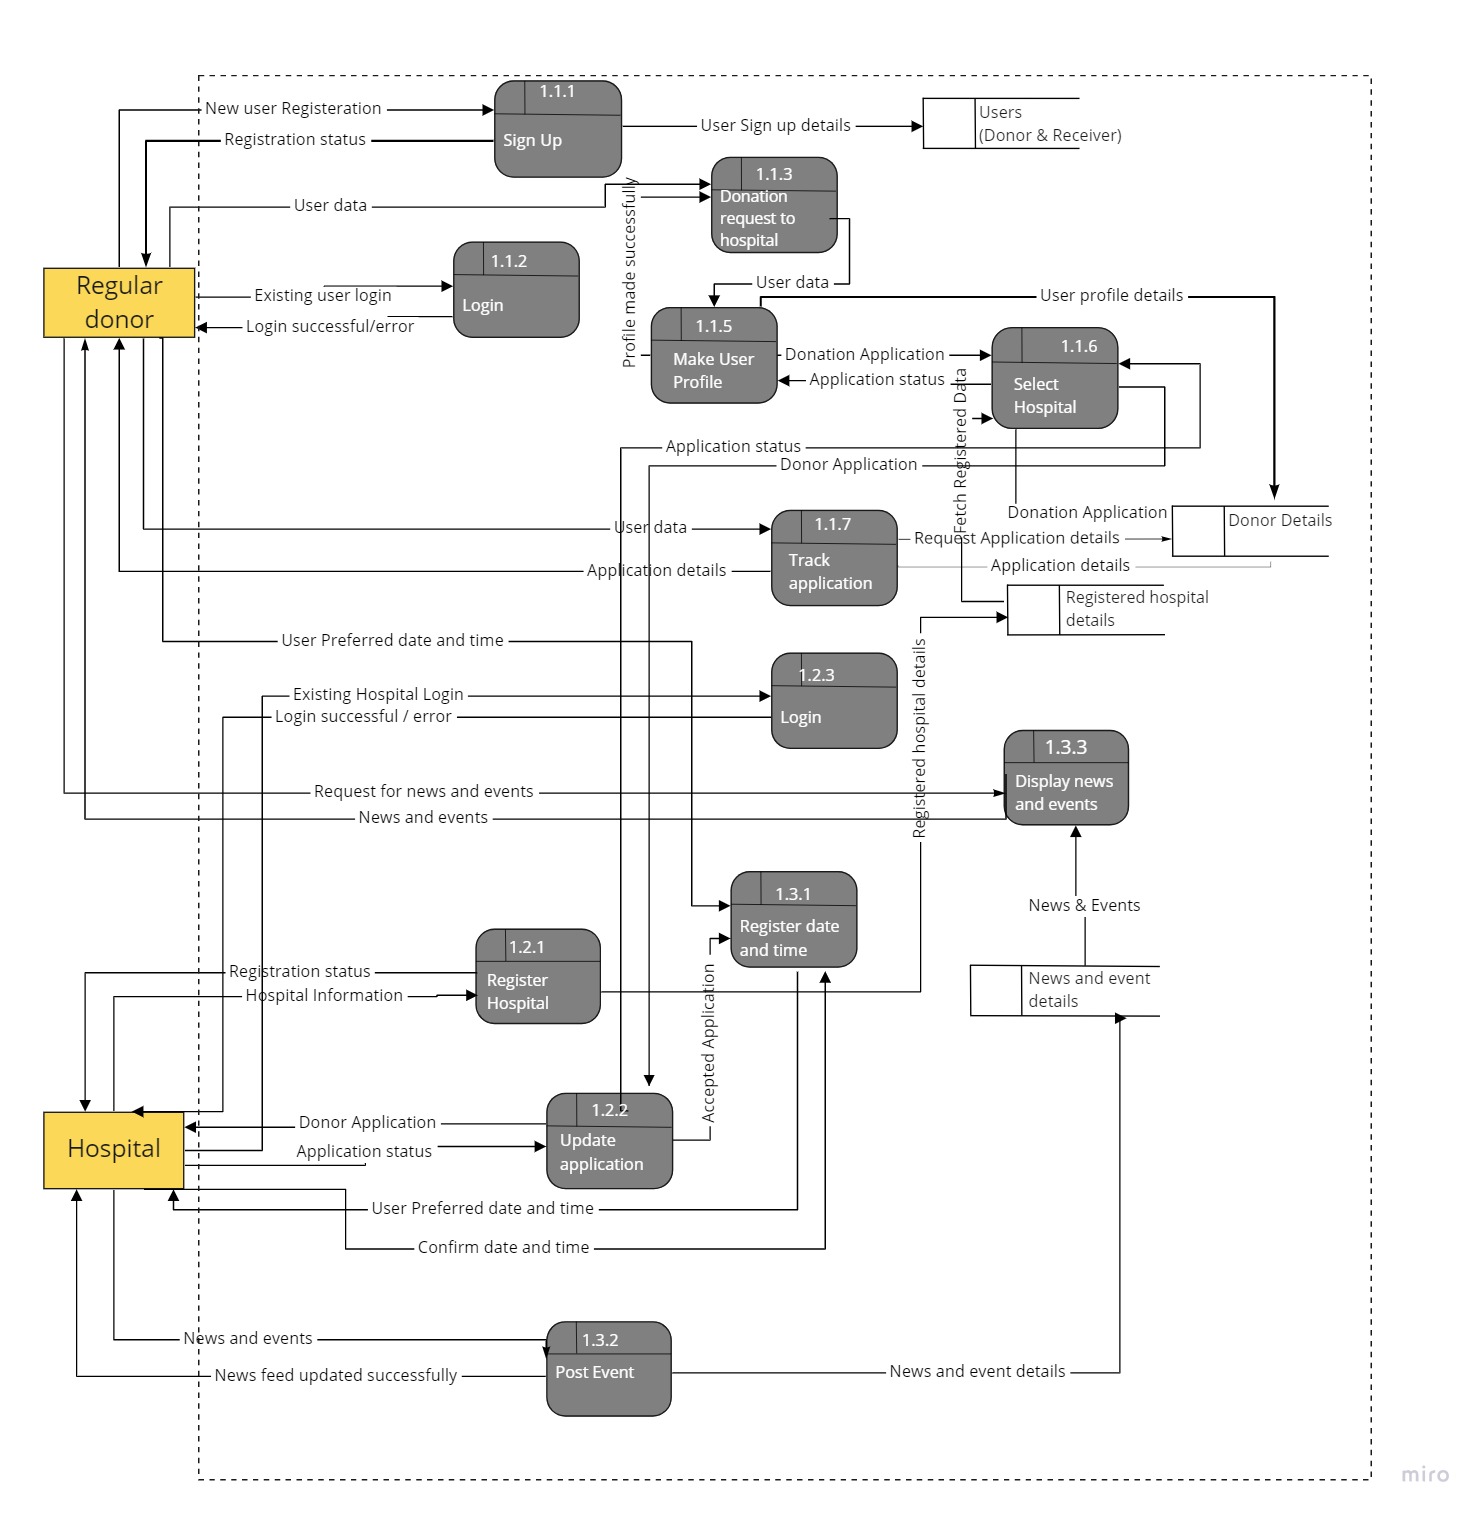 1.1.1
New user Registeration
Sign Up
Registration status
User Sign up details
Users
(Donor & Receiver)
1.1.3
Donation
request to
hospital
User data
Profile made successfully
1.1.2
Login
Existing user login
Login successful/error
Regular
donor
User data
User profile details
1.1.5
Make User
Profile
Donation Application
Application status
1.1.6
Select
Hospital
Fetch Registered Data
Application status
Donor Application
Donation Application
Donor Details
User data
1.1.7
Track
application
Request Application details
Application details
Application details
Registered hospital
details
User Preferred date and time
Registered hospital details
1.2.3
Login
Existing Hospital Login
Login successful / error
1.3.3
Display news
and events
Request for news and events
News and events
1.3.1
Register date
and time
News & Events
1.2.1
Register
Hospital
Registration status
Hospital Information
Accepted Application
News and event
details
1.2.2
Update
application
Donor Application
Application status
Hospital
User Preferred date and time
Confirm date and time
1.3.2
Post Event
News and events
News feed updated successfully
News and event details
miro